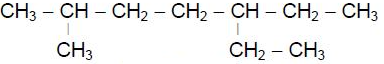 CH₃ – CH – CH₂ – CH₂ – CH – CH₂ – CH₃
CH₃ CH₂ – CH₃